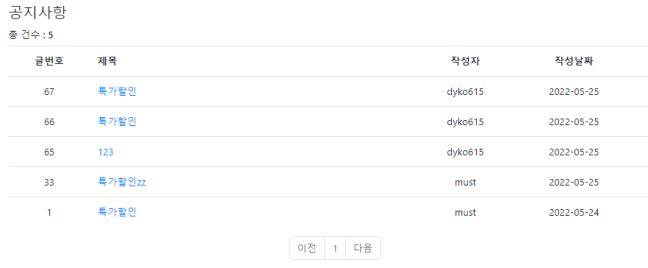 공지사항
총 건수 : 5
글번호 제목 작성자 작성날짜
67 특가할인 dyko615 2022-05-25
66 특가할인 dyko615 2022-05-25
65 123 dyko615 2022-05-25
33 특가할인zz must 2022-05-25
1 특가할인 must 2022-05-24
이전 1 다음